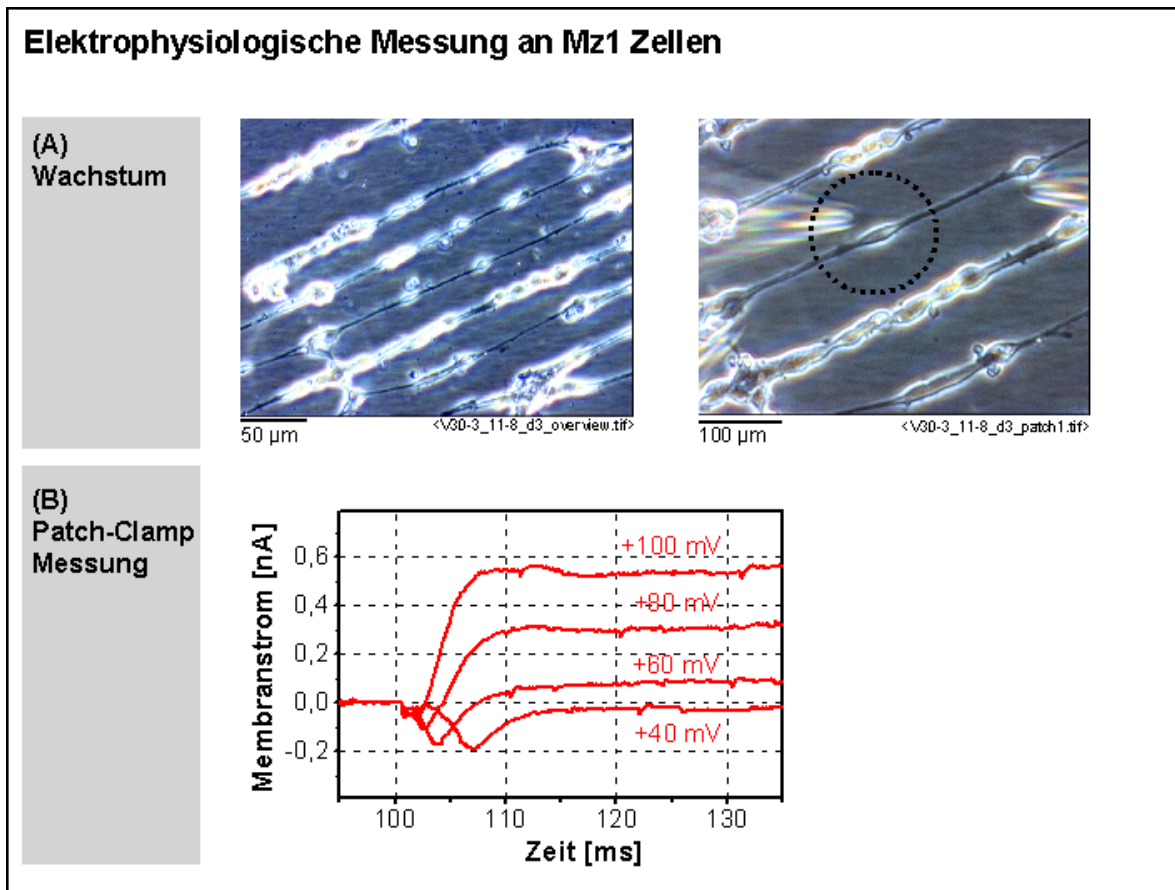 Elektrophysiologische Messung an Mz1 Zellen
(A)
Wachstum
50 µm
<V30-3_11-8_d3_overview.tif>
100 µm
<V30-3_11-8_d3_patch1.tif>
(B)
Patch-Clamp
Messung
Membranstrom [nA]
0,6
0,4
0,2
0,0
-0,2
+100 mV
+80 mV
+60 mV
+40 mV
100 110 120 130
Zeit [ms]